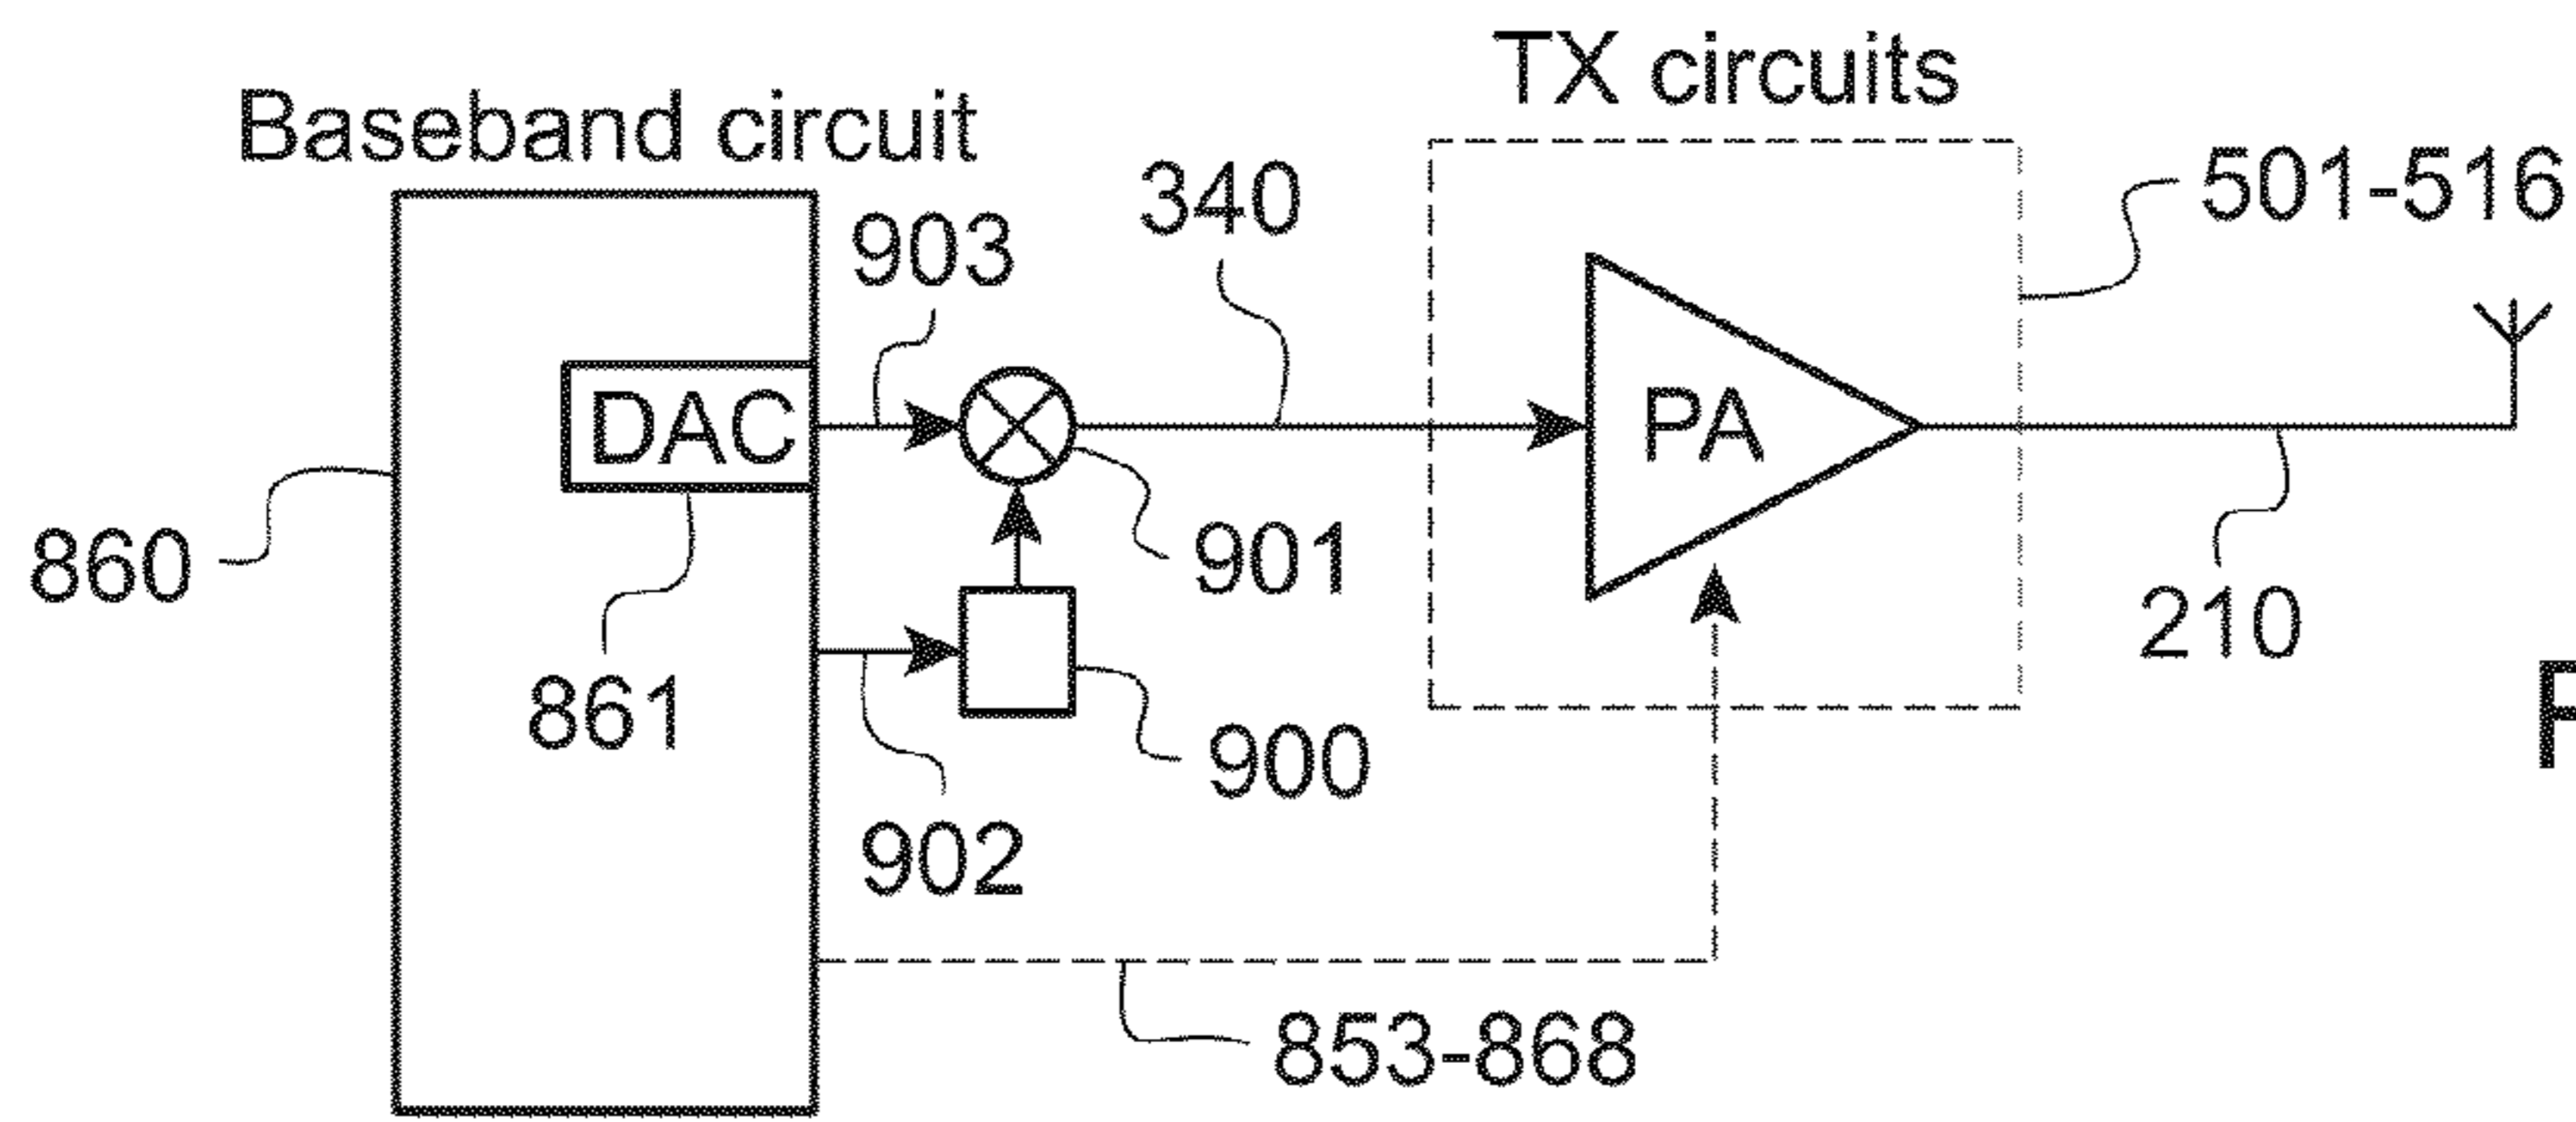 TX circuits
Baseband circuit
340
501-516
903
DAC
PA
860
901
861
900
210
902
853-868
F